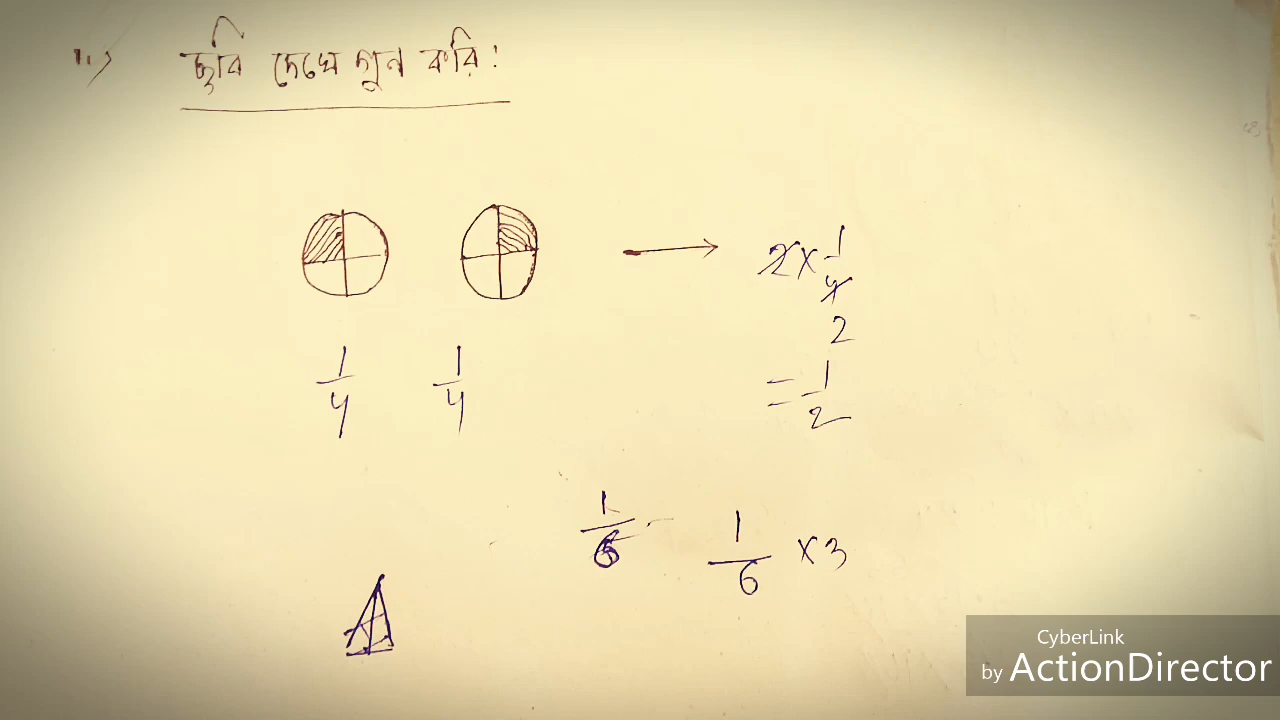 11) ছবি দেখে গুন করি:
2 × 1/4
2
1/4 1/4
= 1/2
1/6 - 1/6 × 3
CyberLink
by ActionDirector